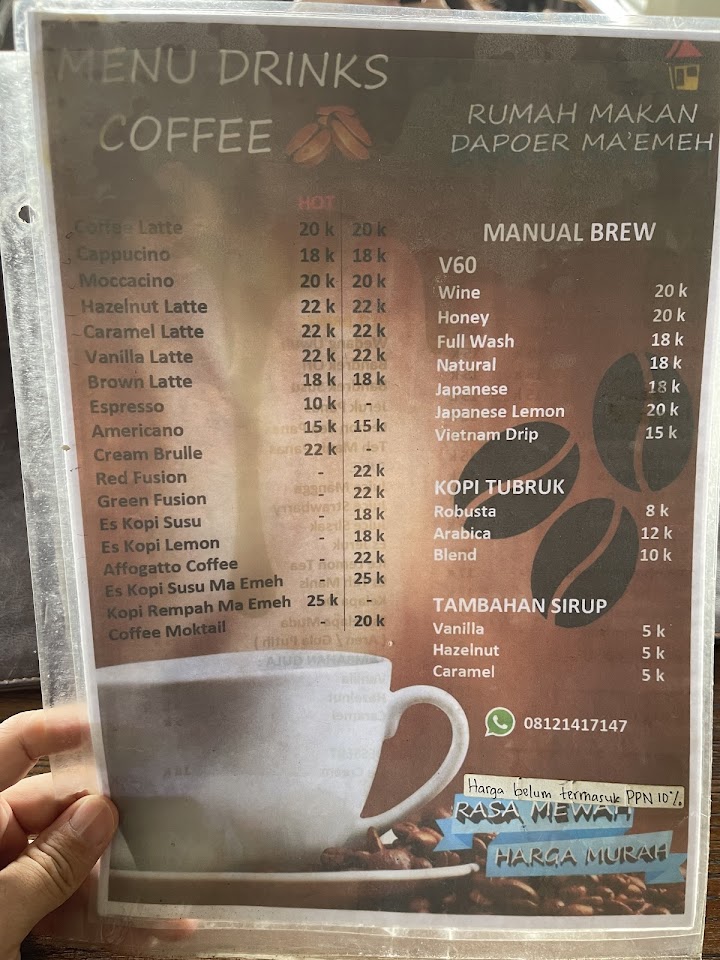 MENU DRINKS
COFFEE
RUMAH MAKAN
DAPOER MA'EMEH
HOT
Coffee Latte 20 k 20 k
Cappucino 18 k 18 k
Moccacino 20 k 20 k
Hazelnut Latte 22 k 22 k
Caramel Latte 22 k 22 k
Vanilla Latte 22 k 22 k
Brown Latte 18 k 18 k
Espresso 10 k -
Americano 15 k 15 k
Cream Brulle 22 k -
Red Fusion - 22 k
Green Fusion - 22 k
Es Kopi Susu - 18 k
Es Kopi Lemon - 18 k
Affogatto Coffee - 22 k
Es Kopi Susu Ma Emeh - 25 k
Kopi Rempah Ma Emeh 25 k -
Coffee Moktail - 20 k
MANUAL BREW
V60
Wine 20 k
Honey 20 k
Full Wash 18 k
Natural 18 k
Japanese 18 k
Japanese Lemon 20 k
Vietnam Drip 15 k
KOPI TUBRUK
Robusta 8 k
Arabica 12 k
Blend 10 k
TAMBAHAN SIRUP
Vanilla 5 k
Hazelnut 5 k
Caramel 5 k
08121417147
Harga belum termasuk PPN 10%
RASA MEWAH
HARGA MURAH